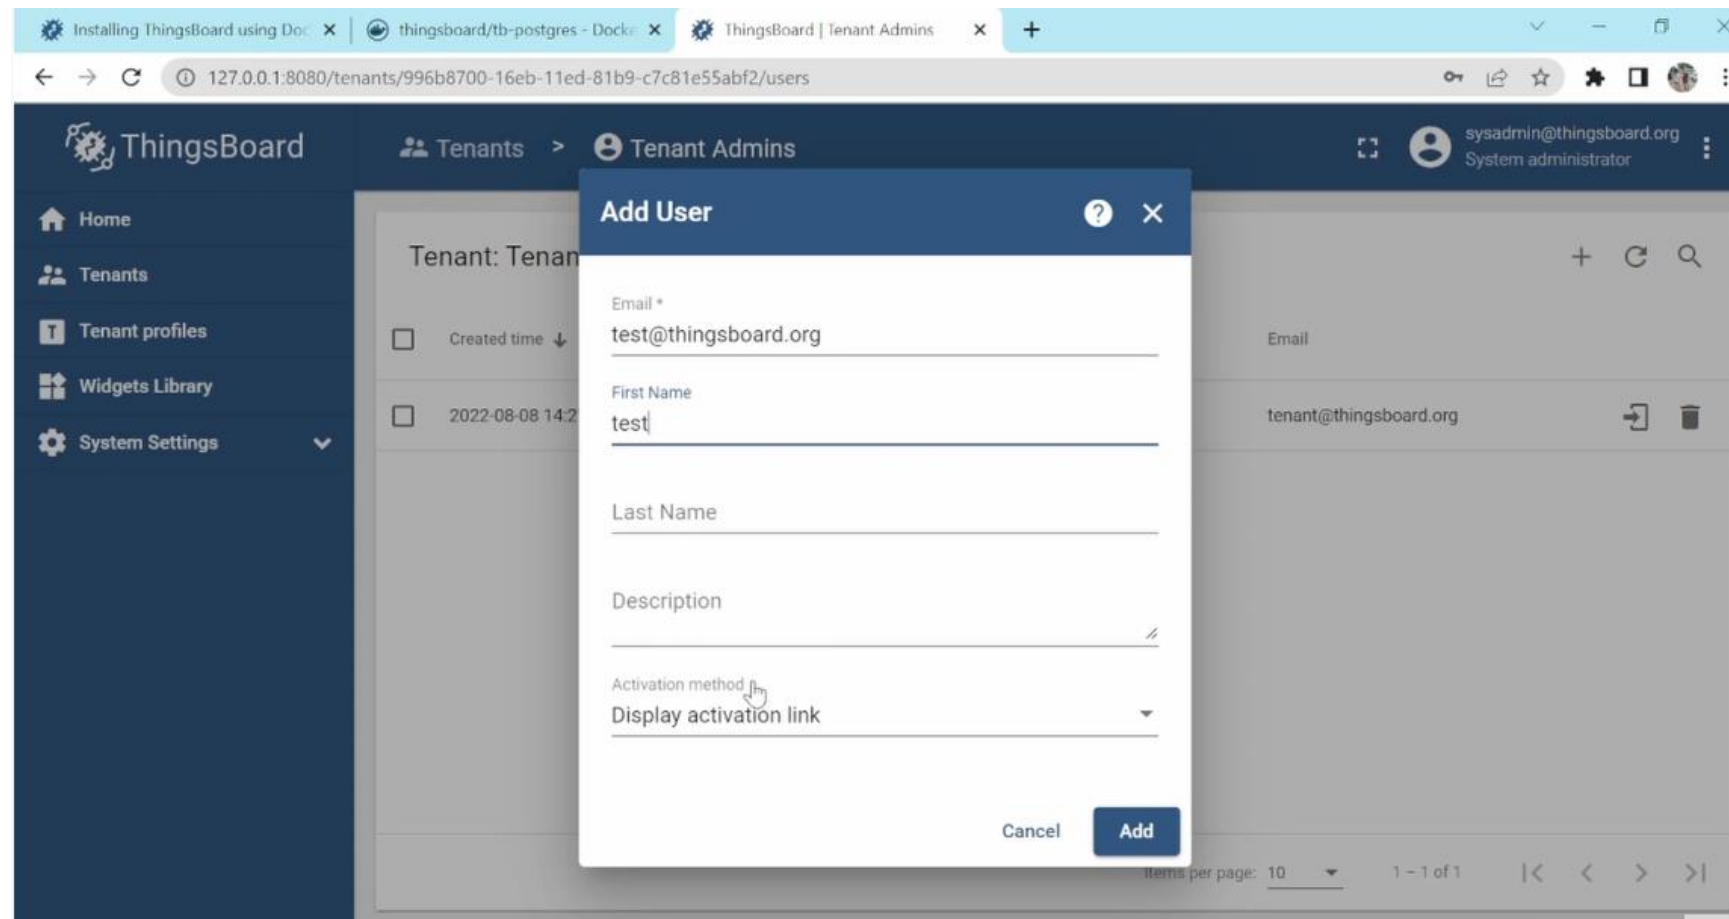 Installing ThingsBoard using Doc
thingsboard/tb-postgres - Docke
ThingsBoard | Tenant Admins
127.0.0.1:8080/tenants/996b8700-16eb-11ed-81b9-c7c81e55abf2/users
ThingsBoard
Tenants > Tenant Admins
sysadmin@thingsboard.org
System administrator
Home
Tenants
Tenant profiles
Widgets Library
System Settings
Tenant: Tenan
Created time
Email
2022-08-08 14:2
tenant@thingsboard.org
Add User
Email *
test@thingsboard.org
First Name
test
Last Name
Description
Activation method
Display activation link
Cancel
Add
Items per page: 10
1 – 1 of 1